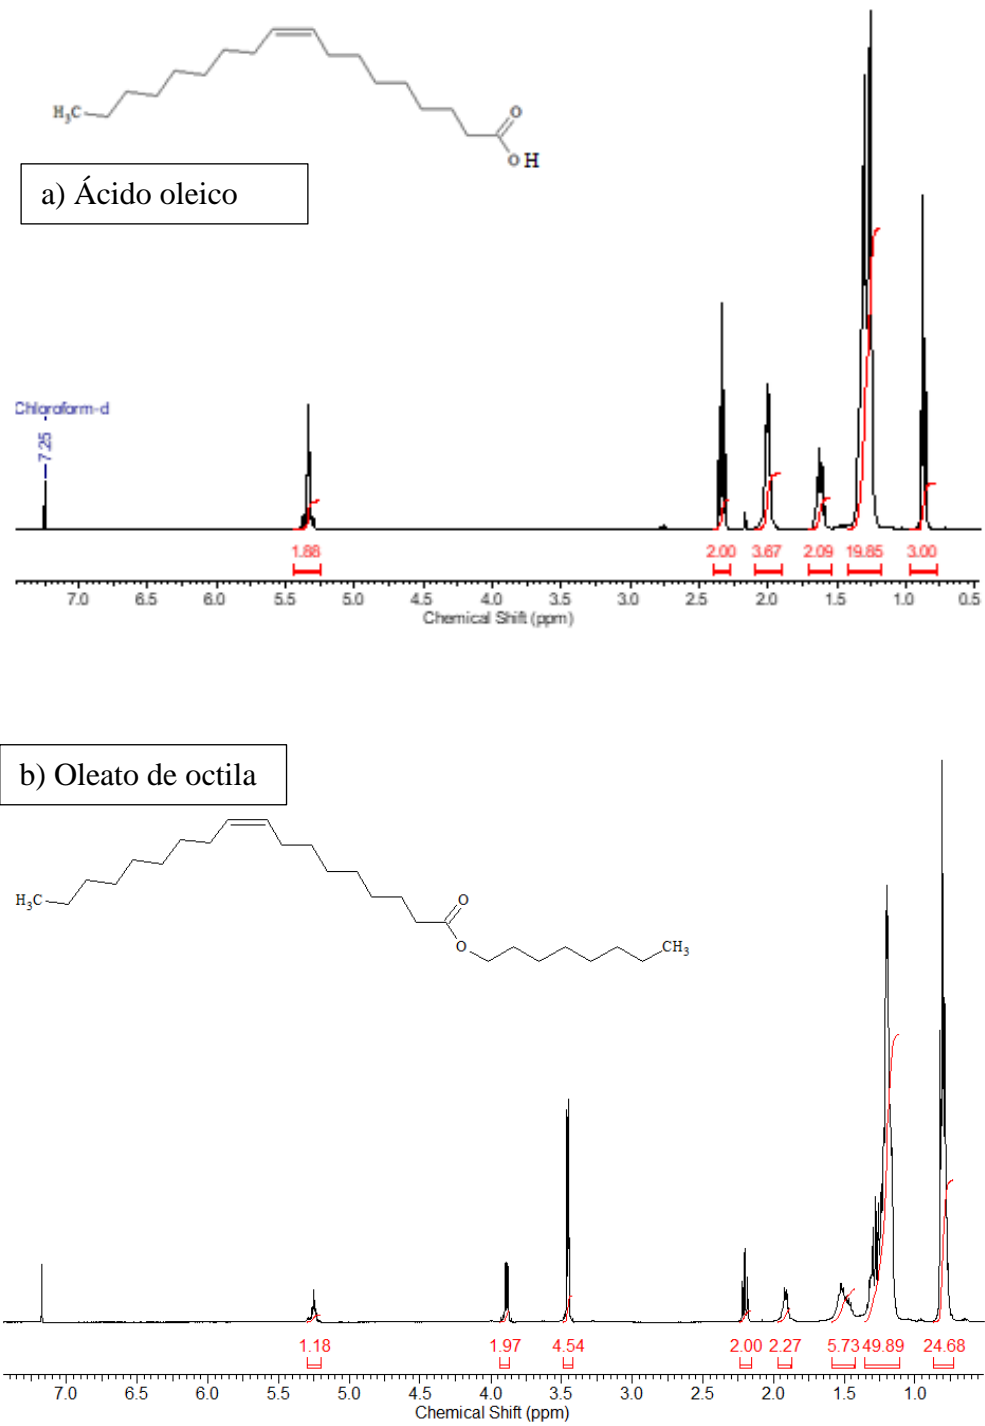 H₃C
O
O H
a) Ácido oleico
Chloroform-d
7.25
1.88 2.00 3.67 2.09 19.85 3.00
7.0 6.5 6.0 5.5 5.0 4.5 4.0 3.5 3.0 2.5 2.0 1.5 1.0 0.5
Chemical Shift (ppm)
b) Oleato de octila
H₃C
O
O
CH₃
1.18 1.97 4.54 2.00 2.27 5.73 49.89 24.68
7.0 6.5 6.0 5.5 5.0 4.5 4.0 3.5 3.0 2.5 2.0 1.5 1.0
Chemical Shift (ppm)